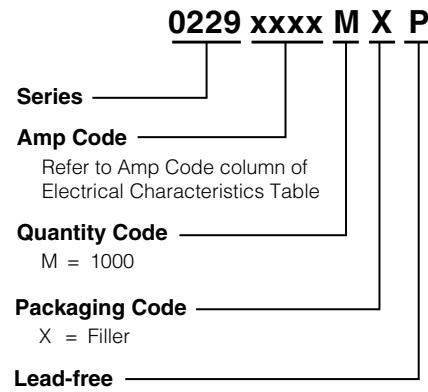 0229 xxxx M X P
Series
Amp Code
Refer to Amp Code column of
Electrical Characteristics Table
Quantity Code
M = 1000
Packaging Code
X = Filler
Lead-free